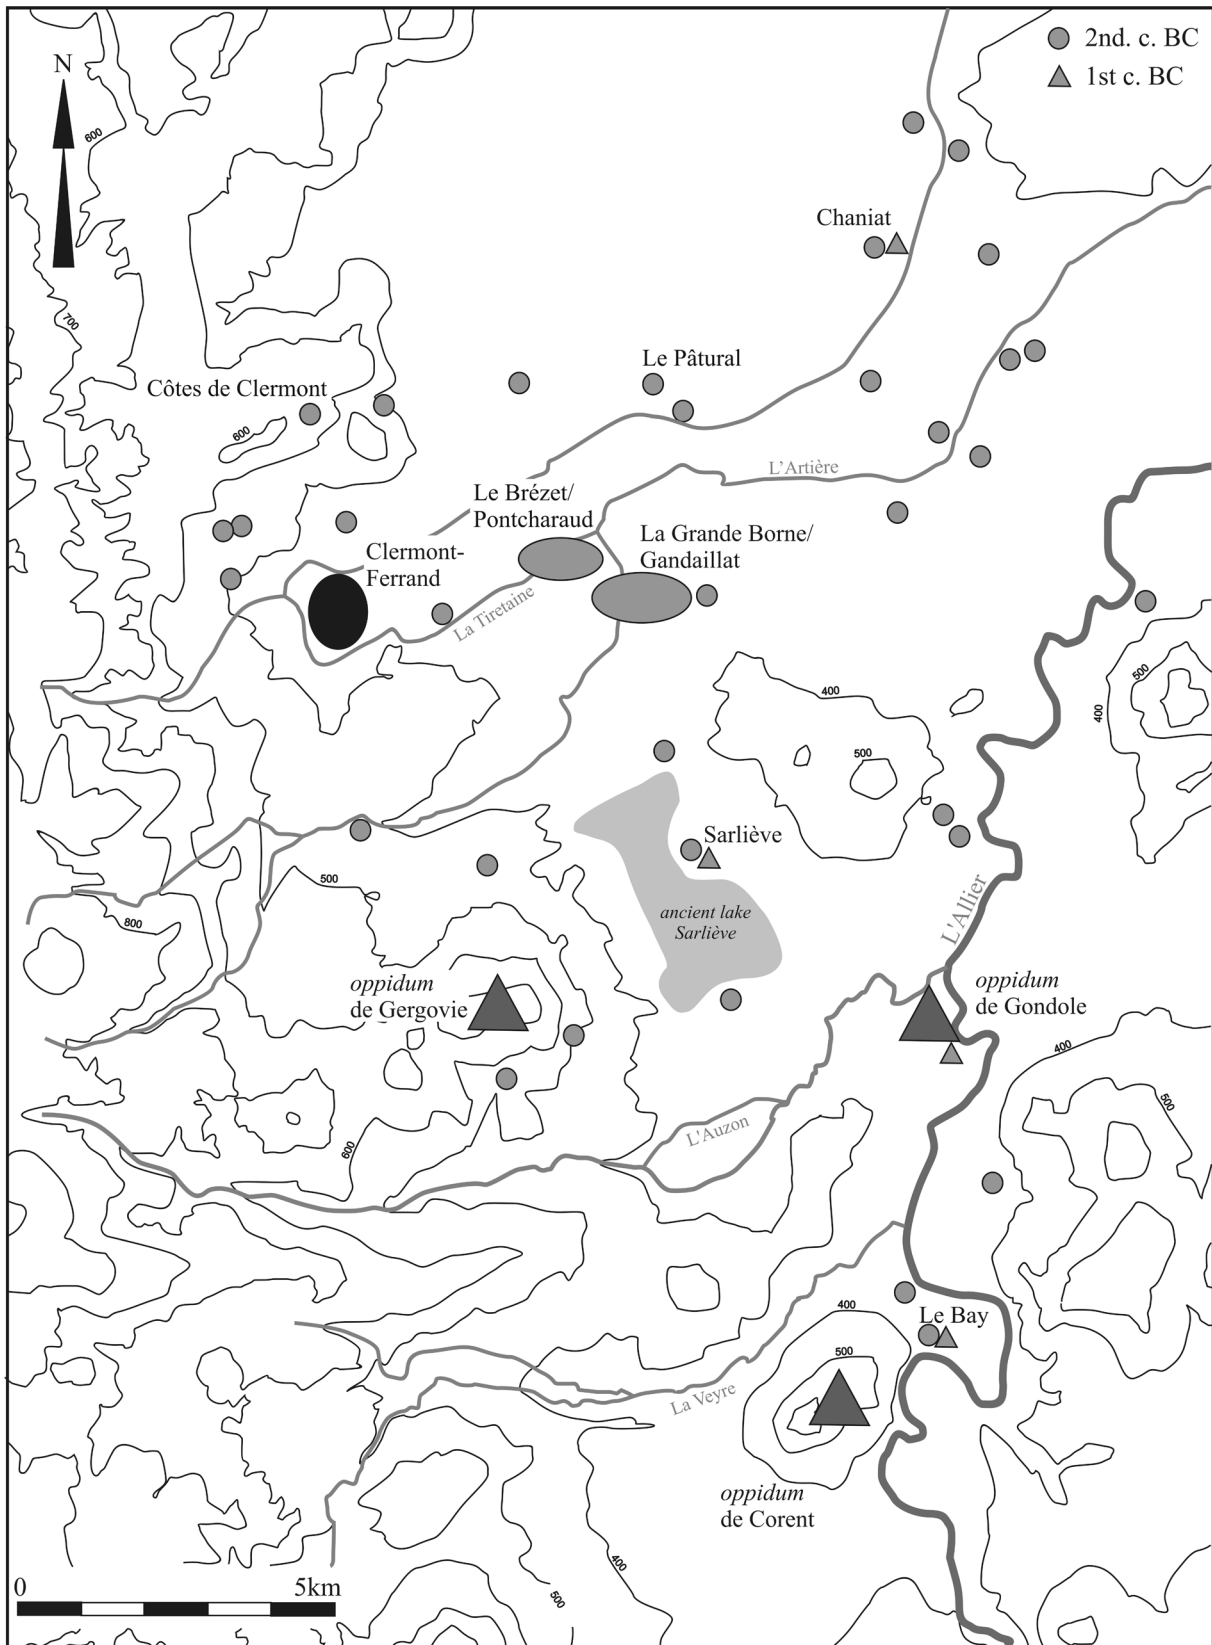 2nd. c. BC
1st c. BC
N
600
Chaniat
700
Le Pâtural
Côtes de Clermont
600
L'Artière
Le Brézet/
Pontcharaud
La Grande Borne/
Gandaillat
Clermont-
Ferrand
La Tiretaine
400
500
400
500
Sarliève
500
800
ancient lake
Sarliève
L'Allier
oppidum
de Gergovie
oppidum
de Gondole
400
500
600
L'Auzon
400
Le Bay
500
La Veyre
oppidum
de Corent
400
500
0 5km